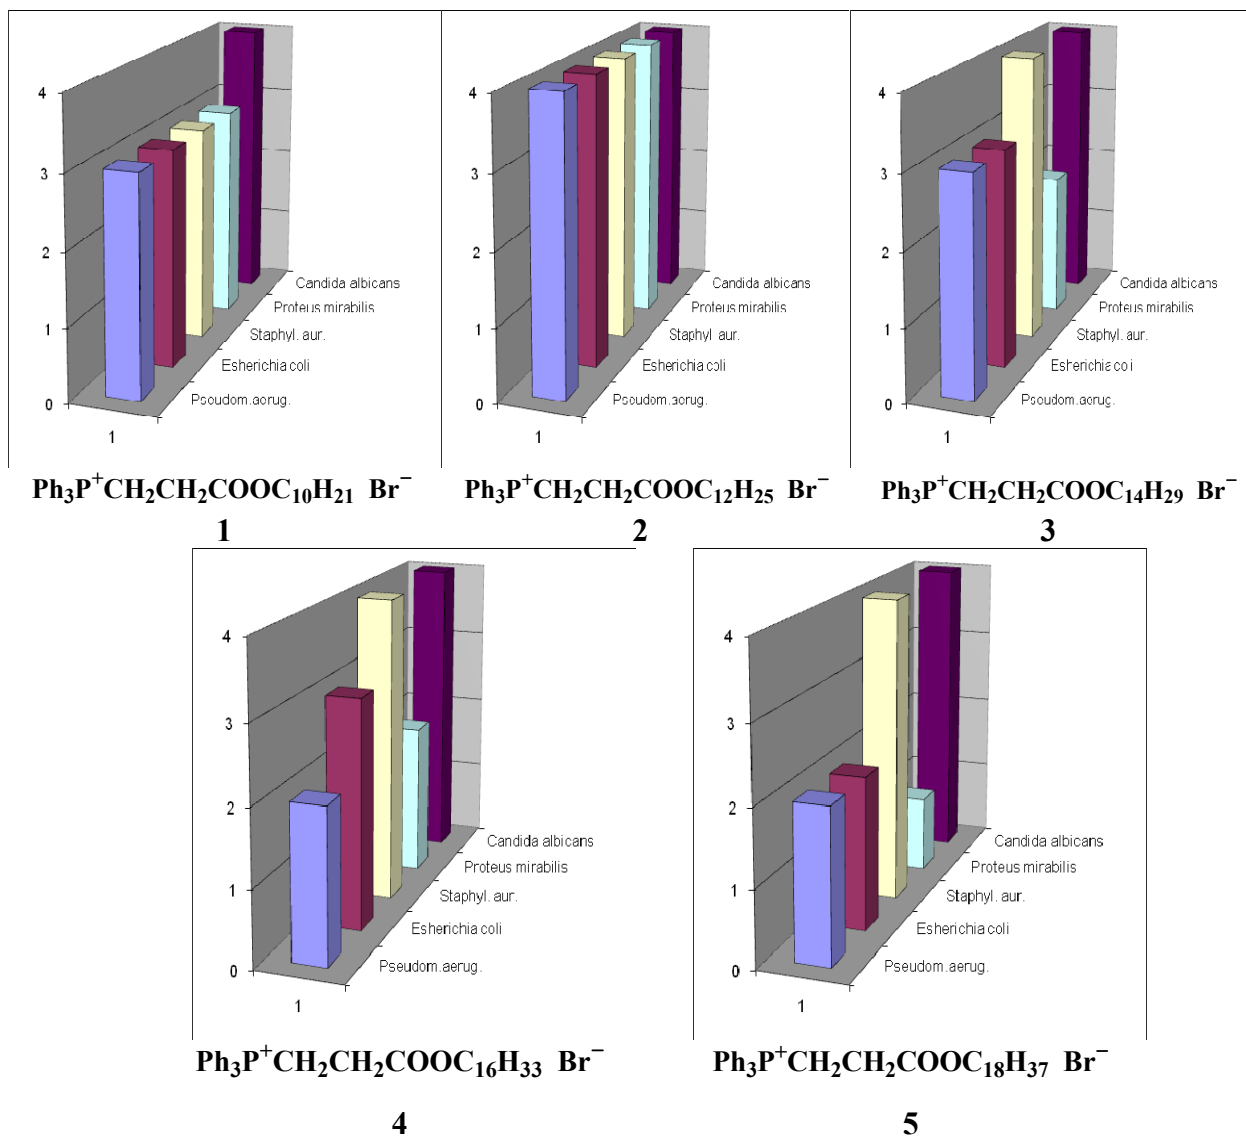 4
3
2
1
0
Candida albicans
Proteus mirabilis
Staphyl. aur.
Esherichia coli
Pseudom.aerug.
1
Ph₃P⁺CH₂CH₂COOC₁₀H₂₁ Br⁻
1
4
3
2
1
0
Candida albicans
Proteus mirabilis
Staphyl. aur.
Esherichia coli
Pseudom.aerug.
1
Ph₃P⁺CH₂CH₂COOC₁₂H₂₅ Br⁻
2
4
3
2
1
0
Candida albicans
Proteus mirabilis
Staphyl. aur.
Esherichia coli
Pseudom.aerug.
1
Ph₃P⁺CH₂CH₂COOC₁₄H₂₉ Br⁻
3
4
3
2
1
0
Candida albicans
Proteus mirabilis
Staphyl. aur.
Esherichia coli
Pseudom.aerug.
1
Ph₃P⁺CH₂CH₂COOC₁₆H₃₃ Br⁻
4
4
3
2
1
0
Candida albicans
Proteus mirabilis
Staphyl. aur.
Esherichia coli
Pseudom.aerug.
1
Ph₃P⁺CH₂CH₂COOC₁₈H₃₇ Br⁻
5